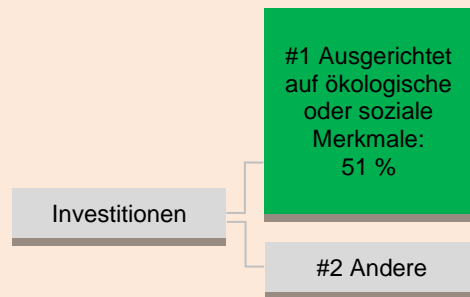 #1 Ausgerichtet
auf ökologische
oder soziale
Merkmale:
51 %
Investitionen
#2 Andere